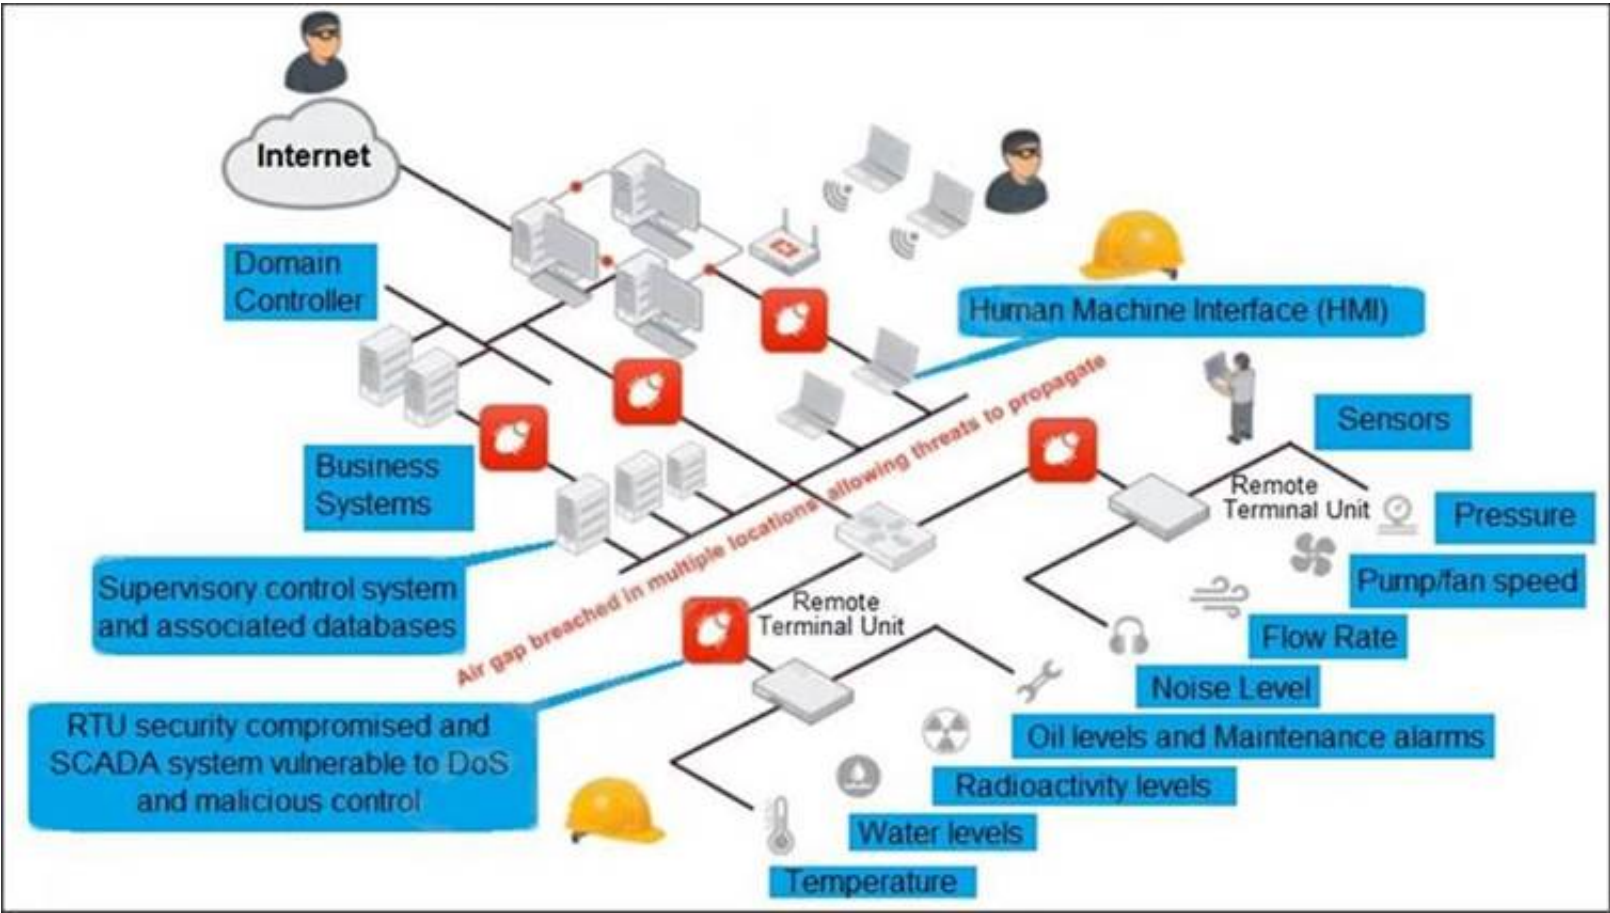 Internet
Domain
Controller
Human Machine Interface (HMI)
Air gap breached in multiple locations, allowing threats to propagate
Sensors
Business
Systems
Remote
Terminal Unit
Pressure
Pump/fan speed
Supervisory control system
and associated databases
Remote
Terminal Unit
Flow Rate
Noise Level
RTU security compromised and
SCADA system vulnerable to DoS
and malicious control
Oil levels and Maintenance alarms
Radioactivity levels
Water levels
Temperature